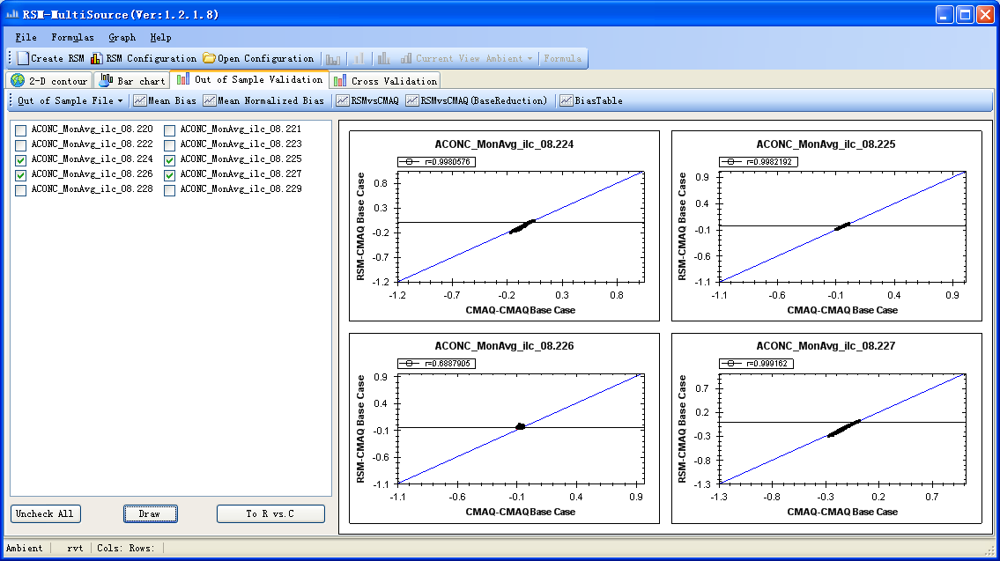 RSM-MultiSource(Ver:1.2.1.8)
File Formulas Graph Help
Create RSM RSM Configuration Open Configuration Current View Ambient Formula
2-D contour Bar chart Out of Sample Validation Cross Validation
Out of Sample File Mean Bias Mean Normalized Bias RSMvsCMAQ RSMvsCMAQ(BaseReduction) BiasTable
ACONC_MonAvg_ilc_08.220 ACONC_MonAvg_ilc_08.221
ACONC_MonAvg_ilc_08.222 ACONC_MonAvg_ilc_08.223
ACONC_MonAvg_ilc_08.224 ACONC_MonAvg_ilc_08.225
ACONC_MonAvg_ilc_08.226 ACONC_MonAvg_ilc_08.227
ACONC_MonAvg_ilc_08.228 ACONC_MonAvg_ilc_08.229
Uncheck All Draw To R vs.C
ACONC_MonAvg_ilc_08.224
r=0.9980576
RSM-CMAQ Base Case
0.8
0.3
-0.2
-0.7
-1.2
-1.2 -0.7 -0.2 0.3 0.8
CMAQ-CMAQ Base Case
ACONC_MonAvg_ilc_08.225
r=0.9982192
RSM-CMAQ Base Case
0.9
0.4
-0.1
-0.6
-1.1
-1.1 -0.6 -0.1 0.4 0.9
CMAQ-CMAQ Base Case
ACONC_MonAvg_ilc_08.226
r=0.6887905
RSM-CMAQ Base Case
0.9
0.4
-0.1
-0.6
-1.1
-1.1 -0.6 -0.1 0.4 0.9
CMAQ-CMAQ Base Case
ACONC_MonAvg_ilc_08.227
r=0.999162
RSM-CMAQ Base Case
0.7
0.2
-0.3
-0.8
-1.3
-1.3 -0.8 -0.3 0.2 0.7
CMAQ-CMAQ Base Case
Ambient rvt Cols: Rows: